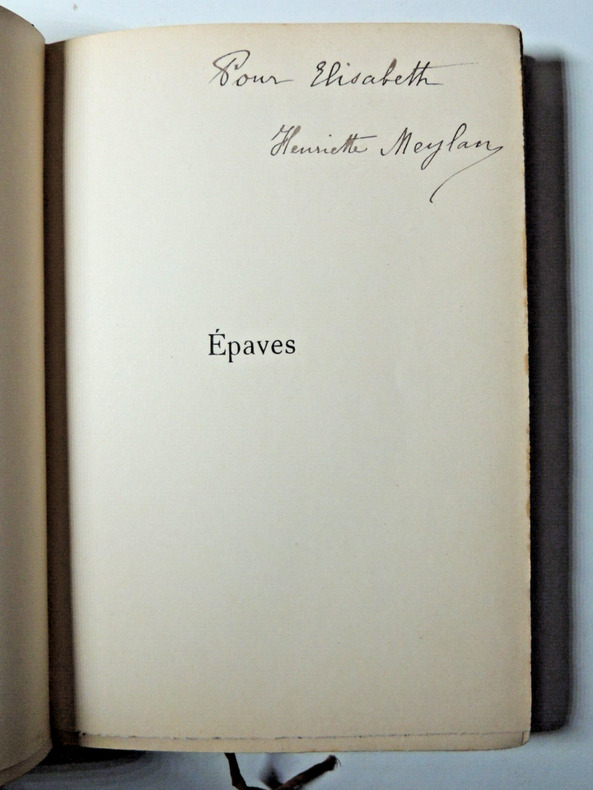 Pour Elisabeth
Henriette Meylan
Épaves